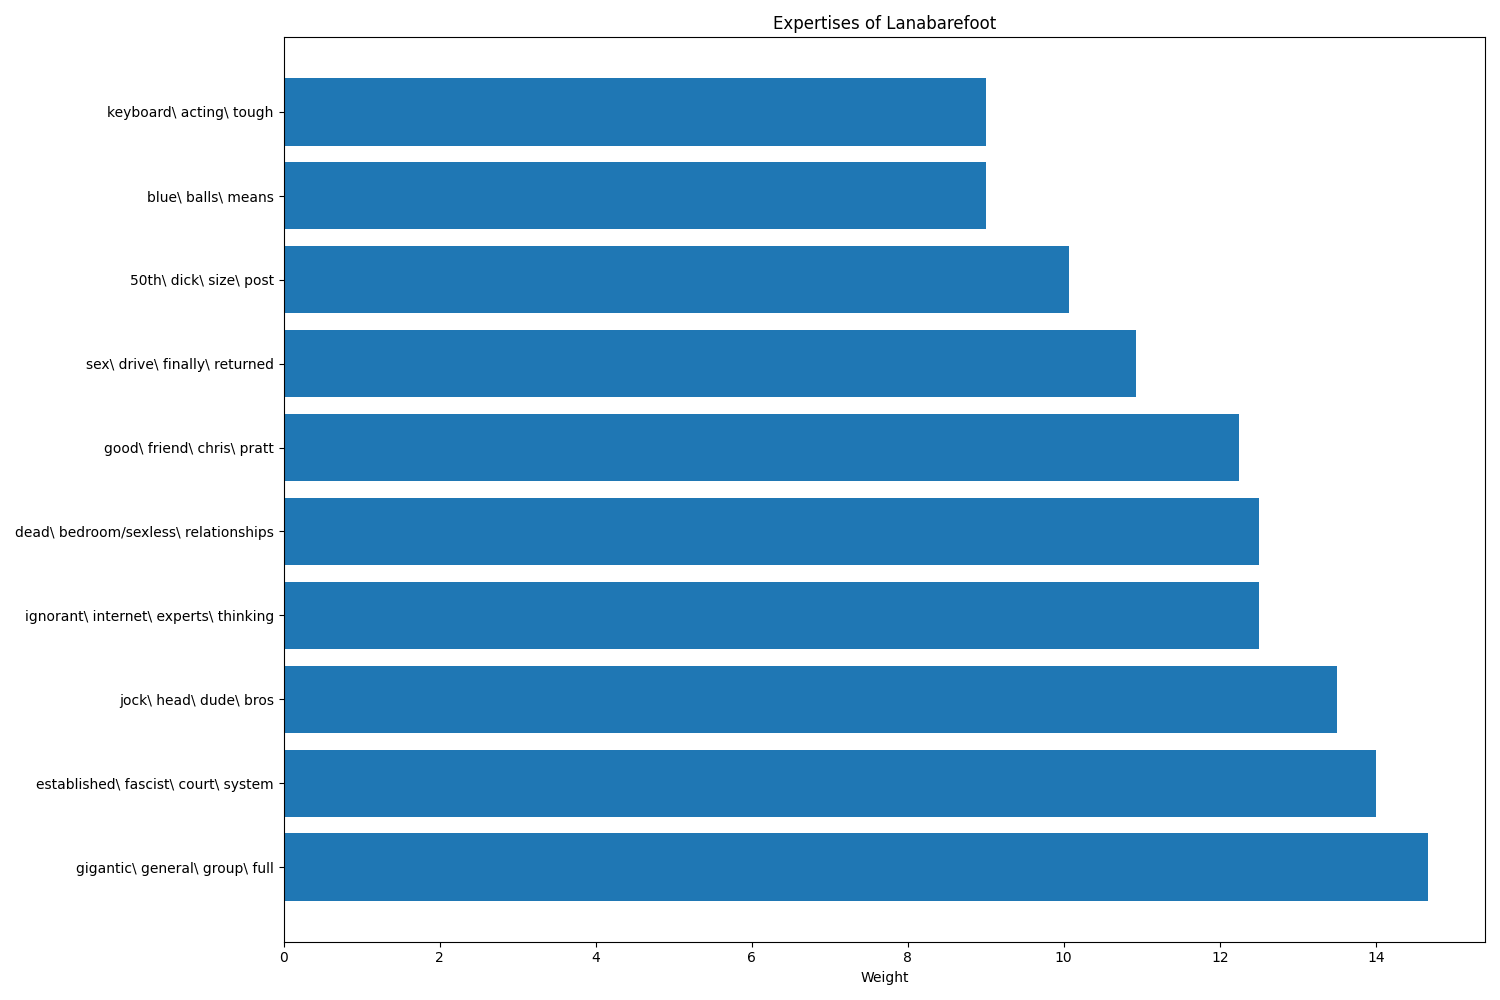 Expertises of Lanabarefoot
keyboard\ acting\ tough
blue\ balls\ means
50th\ dick\ size\ post
sex\ drive\ finally\ returned
good\ friend\ chris\ pratt
dead\ bedroom/sexless\ relationships
ignorant\ internet\ experts\ thinking
jock\ head\ dude\ bros
established\ fascist\ court\ system
gigantic\ general\ group\ full
0 2 4 6 8 10 12 14
Weight